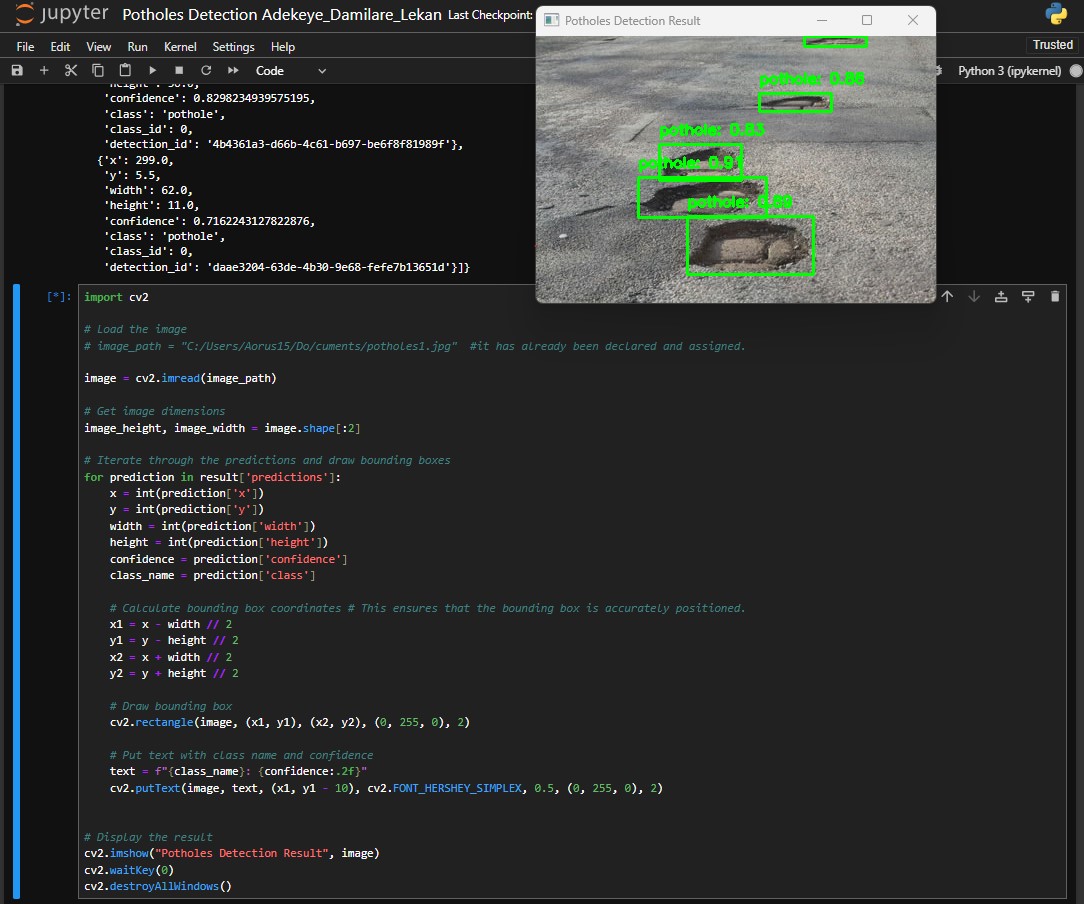 jupyter Potholes Detection Adekeye_Damilare_Lekan Last Checkpoint:
Potholes Detection Result
File Edit View Run Kernel Settings Help
Trusted
Code
Python 3 (ipykernel)
'confidence': 0.8298234939575195,
'class': 'pothole',
'class_id': 0,
'detection_id': '4b4361a3-d66b-4c61-b697-be6f8f81989f'},
{'x': 299.0,
'y': 5.5,
'width': 62.0,
'height': 11.0,
'confidence': 0.7162243127822876,
'class': 'pothole',
'class_id': 0,
'detection_id': 'daae3204-63de-4b30-9e68-fefe7b13651d'}]}
pothole:
pothole: 0.83
pothole: 0.91
pothole:
[*]:
import cv2
# Load the image
# image_path = "C:/Users/Aorus15/Do/cuments/potholes1.jpg"  #it has already been declared and assigned.
image = cv2.imread(image_path)
# Get image dimensions
image_height, image_width = image.shape[:2]
# Iterate through the predictions and draw bounding boxes
for prediction in result['predictions']:
x = int(prediction['x'])
y = int(prediction['y'])
width = int(prediction['width'])
height = int(prediction['height'])
confidence = prediction['confidence']
class_name = prediction['class']
# Calculate bounding box coordinates # This ensures that the bounding box is accurately positioned.
x1 = x - width // 2
y1 = y - height // 2
x2 = x + width // 2
y2 = y + height // 2
# Draw bounding box
cv2.rectangle(image, (x1, y1), (x2, y2), (0, 255, 0), 2)
# Put text with class name and confidence
text = f"{class_name}: {confidence:.2f}"
cv2.putText(image, text, (x1, y1 - 10), cv2.FONT_HERSHEY_SIMPLEX, 0.5, (0, 255, 0), 2)
# Display the result
cv2.imshow("Potholes Detection Result", image)
cv2.waitKey(0)
cv2.destroyAllWindows()